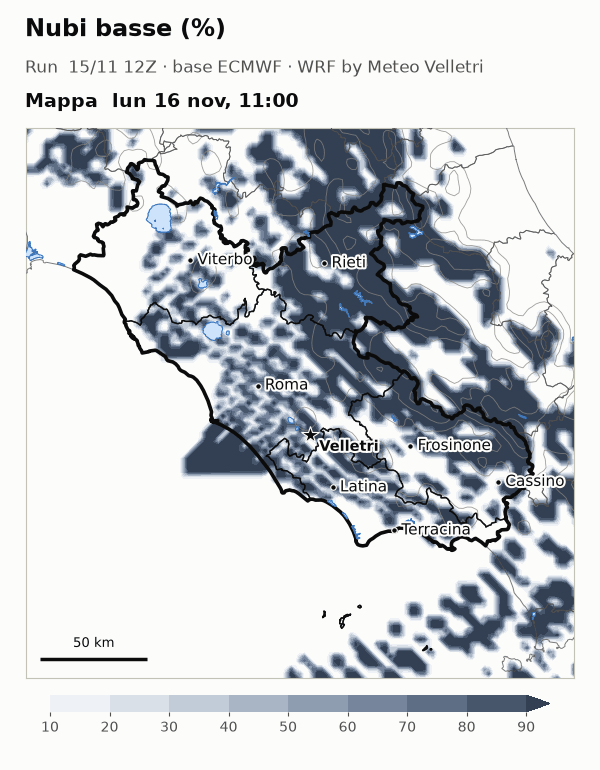 Nubi basse (%)
Run 15/11 12Z · base ECMWF · WRF by Meteo Velletri
Mappa lun 16 nov, 11:00
Viterbo
Rieti
Roma
Velletri
Frosinone
Latina
Cassino
Terracina
50 km
10 20 30 40 50 60 70 80 90